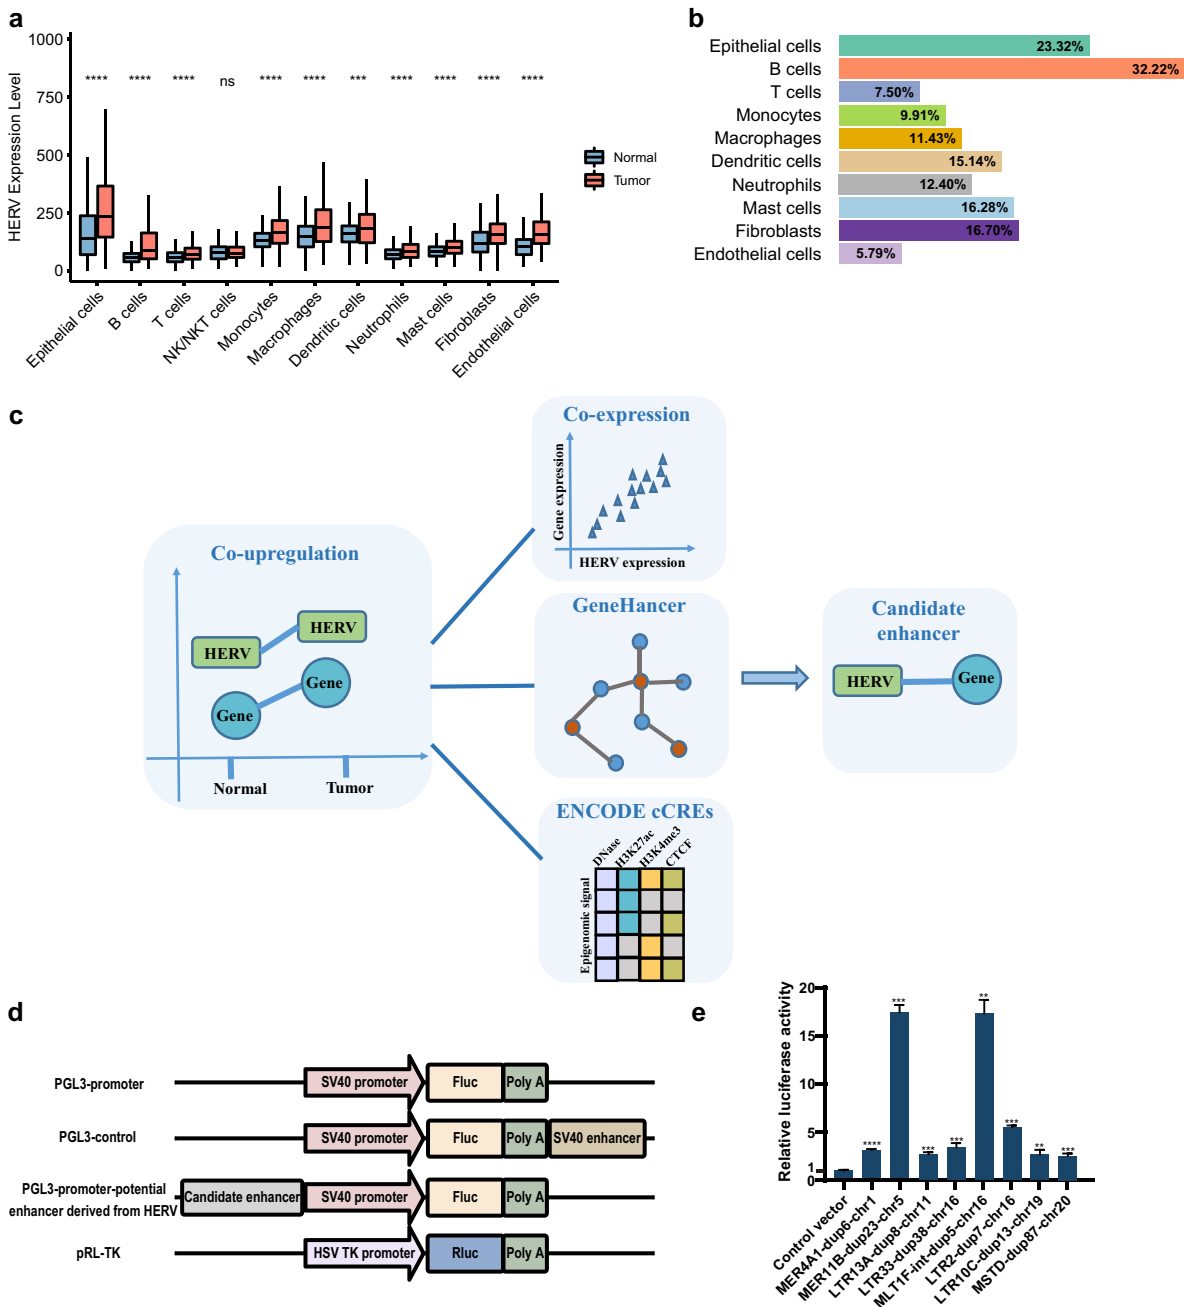 a
HERV Expression Level
1000
750
500
250
0
**** **** **** ns **** **** *** **** **** **** ****
Epithelial cells
B cells
T cells
NK/NKT cells
Monocytes
Macrophages
Dendritic cells
Neutrophils
Mast cells
Fibroblasts
Endothelial cells
Normal
Tumor
b
Epithelial cells 23.32%
B cells 32.22%
T cells 7.50%
Monocytes 9.91%
Macrophages 11.43%
Dendritic cells 15.14%
Neutrophils 12.40%
Mast cells 16.28%
Fibroblasts 16.70%
Endothelial cells 5.79%
c
Co-upregulation
HERV
HERV
Gene
Gene
Normal
Tumor
Co-expression
Gene expression
HERV expression
GeneHancer
ENCODE cCREs
DNase
H3K27ac
H3K4me3
CTCF
Epigenomic signal
Candidate
enhancer
HERV
Gene
d
PGL3-promoter
SV40 promoter Fluc Poly A
PGL3-control
SV40 promoter Fluc Poly A SV40 enhancer
PGL3-promoter-potential
enhancer derived from HERV
Candidate enhancer SV40 promoter Fluc Poly A
pRL-TK
HSV TK promoter Rluc Poly A
e
Relative luciferase activity
20
15
10
5
1
0
**** *** *** *** ** *** ** ***
Control vector
MER4A1-dup6-chr1
MER11B-dup23-chr5
LTR13A-dup8-chr11
LTR33-dup38-chr16
MLT1F-int-dup5-chr16
LTR2-dup7-chr16
LTR10C-dup13-chr19
MSTD-dup87-chr20